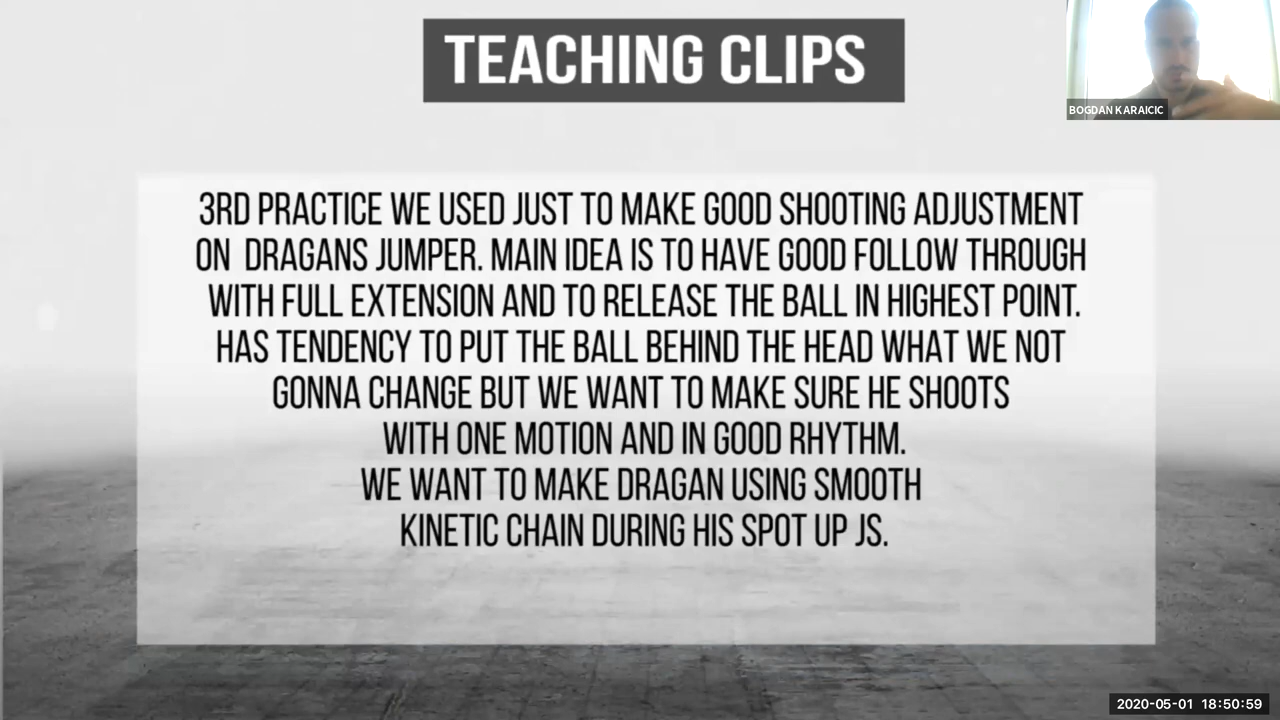 TEACHING CLIPS
BOGDAN KARAICIC
3RD PRACTICE WE USED JUST TO MAKE GOOD SHOOTING ADJUSTMENT
ON DRAGANS JUMPER. MAIN IDEA IS TO HAVE GOOD FOLLOW THROUGH
WITH FULL EXTENSION AND TO RELEASE THE BALL IN HIGHEST POINT.
HAS TENDENCY TO PUT THE BALL BEHIND THE HEAD WHAT WE NOT
GONNA CHANGE BUT WE WANT TO MAKE SURE HE SHOOTS
WITH ONE MOTION AND IN GOOD RHYTHM.
WE WANT TO MAKE DRAGAN USING SMOOTH
KINETIC CHAIN DURING HIS SPOT UP JS.
2020-05-01 18:50:59